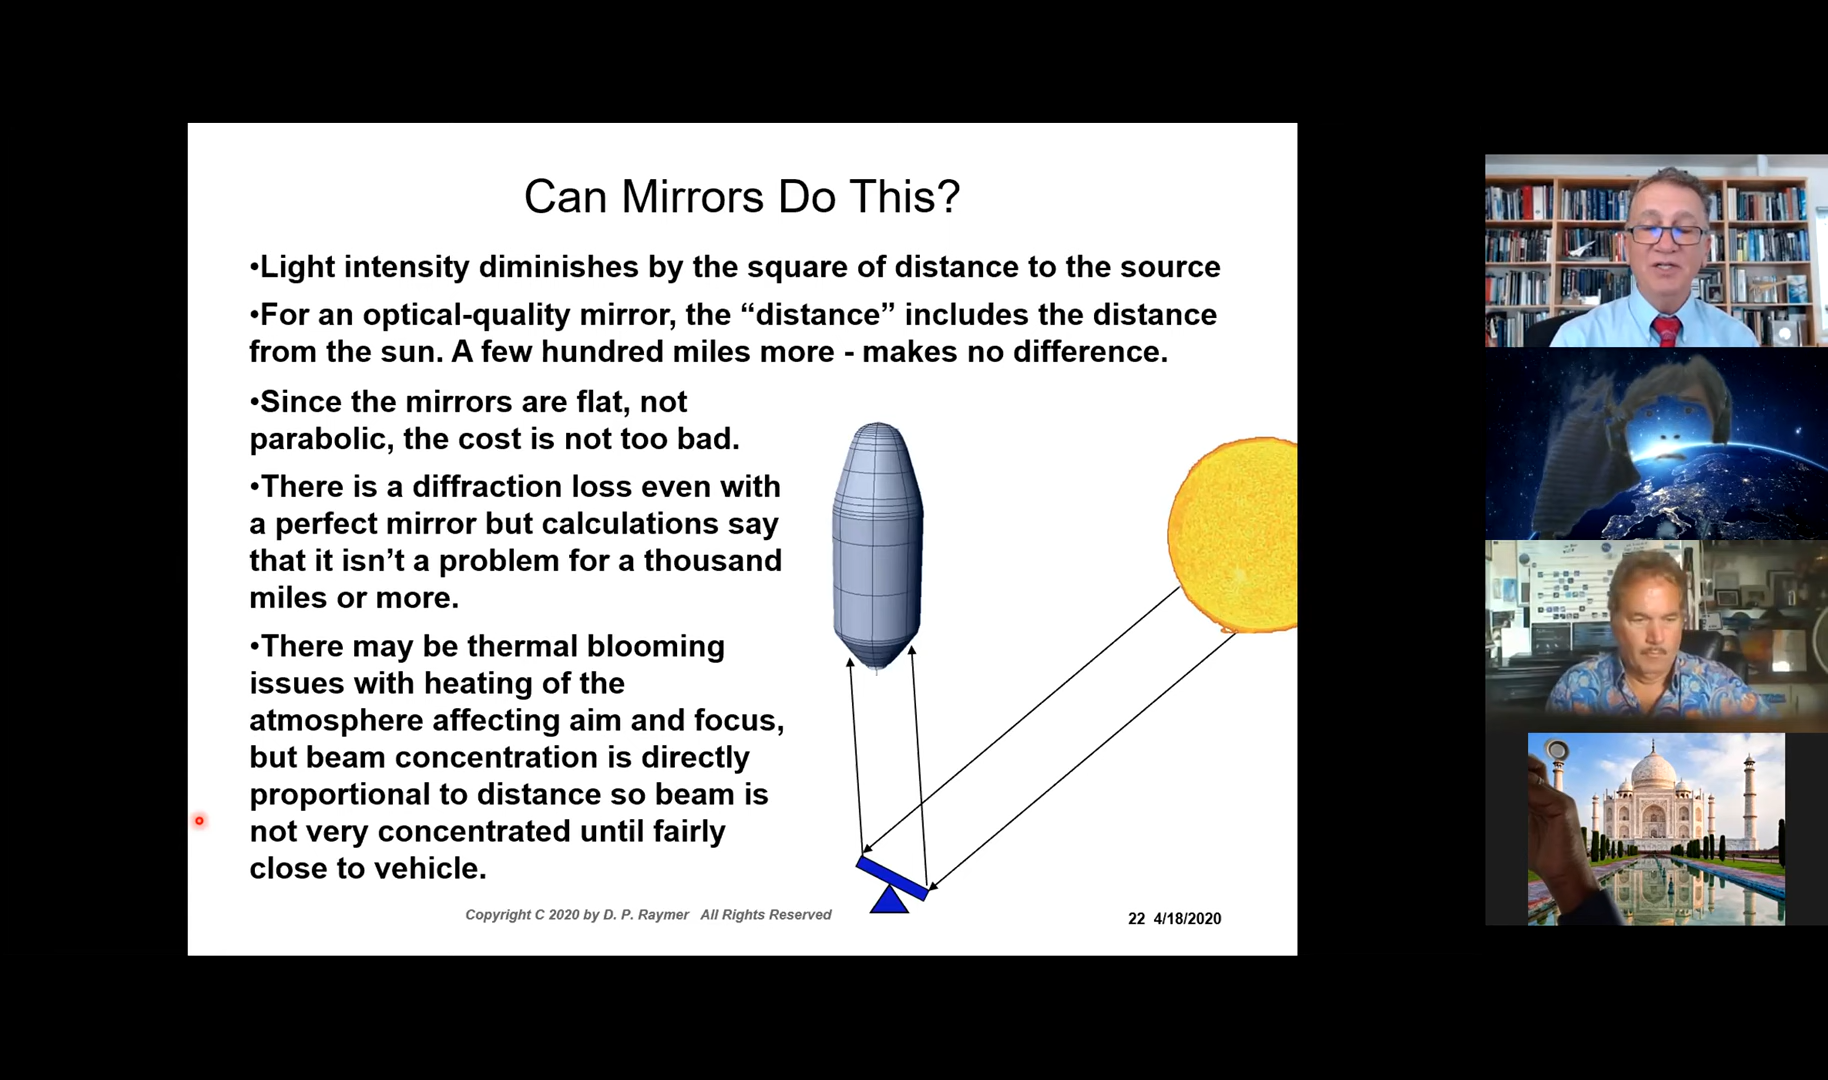 Can Mirrors Do This?
•Light intensity diminishes by the square of distance to the source
•For an optical-quality mirror, the “distance” includes the distance
from the sun. A few hundred miles more - makes no difference.
•Since the mirrors are flat, not
parabolic, the cost is not too bad.
•There is a diffraction loss even with
a perfect mirror but calculations say
that it isn’t a problem for a thousand
miles or more.
•There may be thermal blooming
issues with heating of the
atmosphere affecting aim and focus,
but beam concentration is directly
proportional to distance so beam is
not very concentrated until fairly
close to vehicle.
Copyright C 2020 by D. P. Raymer All Rights Reserved
22 4/18/2020